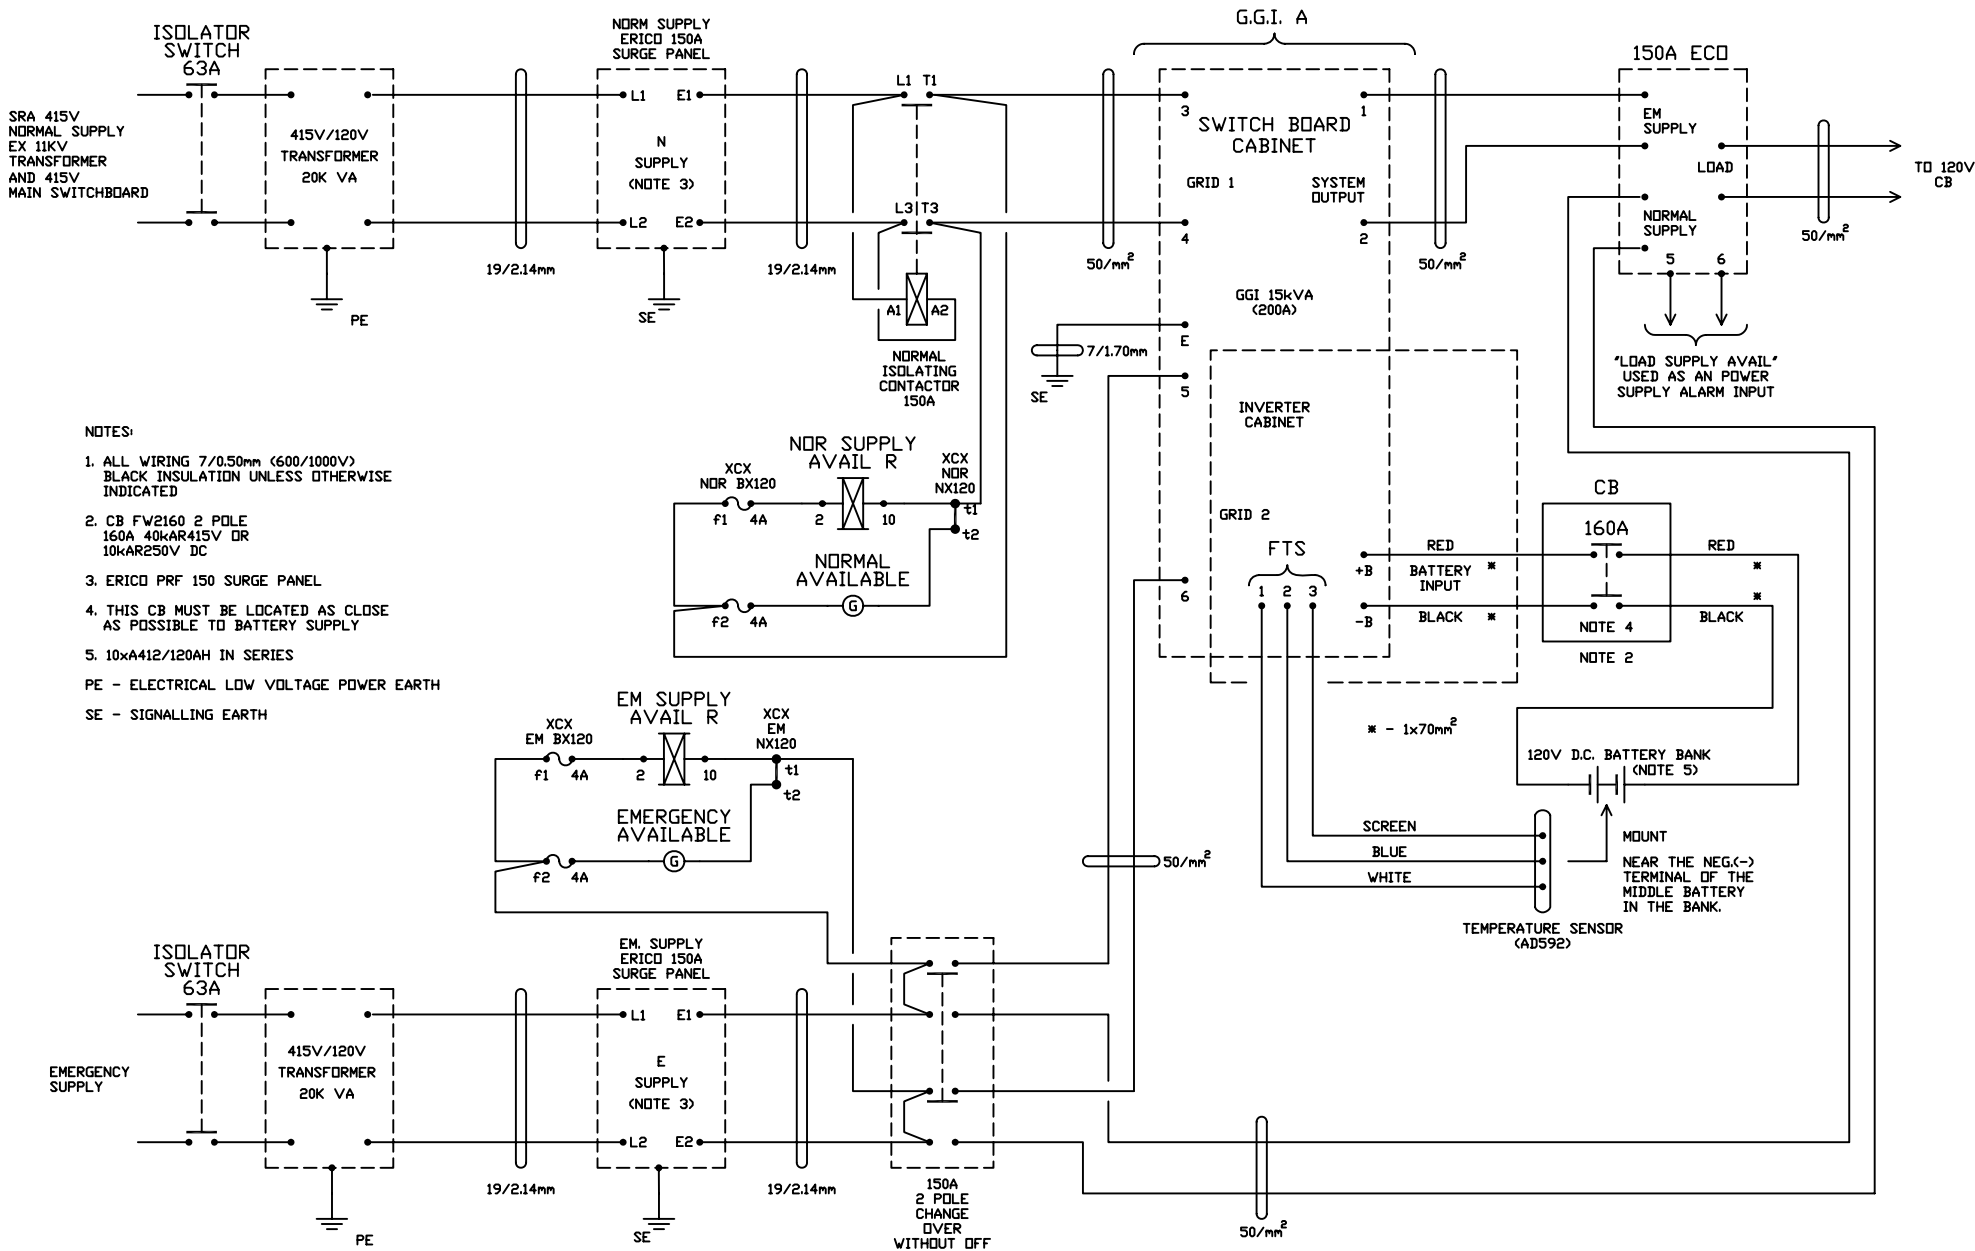 G.G.I. A
ISOLATOR
SWITCH
63A
NORM SUPPLY
ERICO 150A
SURGE PANEL
150A ECO
SRA 415V
NORMAL SUPPLY
EX 11KV
TRANSFORMER
AND 415V
MAIN SWITCHBOARD
415V/120V
TRANSFORMER
20K VA
PE
19/2.14mm
L1
E1
N
SUPPLY
(NOTE 3)
L2
E2
SE
19/2.14mm
L1 T1
L3 T3
A1
A2
NORMAL
ISOLATING
CONTACTOR
150A
50/mm²
3
1
SWITCH BOARD
CABINET
GRID 1
SYSTEM
OUTPUT
4
2
GGI 15kVA
(200A)
E
7/1.70mm
SE
5
INVERTER
CABINET
GRID 2
FTS
1 2 3
6
+B
-B
50/mm²
EM
SUPPLY
LOAD
NORMAL
SUPPLY
5
6
50/mm²
TO 120V
CB
"LOAD SUPPLY AVAIL"
USED AS AN POWER
SUPPLY ALARM INPUT
NOTES:
1. ALL WIRING 7/0.50mm (600/1000V)
BLACK INSULATION UNLESS OTHERWISE
INDICATED
2. CB FW2160 2 POLE
160A 40kAR415V OR
10kAR250V DC
3. ERICO PRF 150 SURGE PANEL
4. THIS CB MUST BE LOCATED AS CLOSE
AS POSSIBLE TO BATTERY SUPPLY
5. 10xA412/120AH IN SERIES
PE - ELECTRICAL LOW VOLTAGE POWER EARTH
SE - SIGNALLING EARTH
NOR SUPPLY
AVAIL R
XCX
NOR BX120
XCX
NOR
NX120
f1
4A
2
10
t1
t2
NORMAL
AVAILABLE
f2
4A
G
CB
160A
RED
BATTERY
INPUT
*
BLACK
*
NOTE 4
NOTE 2
RED
*
*
BLACK
* - 1x70mm²
120V D.C. BATTERY BANK
(NOTE 5)
SCREEN
BLUE
WHITE
MOUNT
NEAR THE NEG.(-)
TERMINAL OF THE
MIDDLE BATTERY
IN THE BANK.
TEMPERATURE SENSOR
(AD592)
EM SUPPLY
AVAIL R
XCX
EM BX120
XCX
EM
NX120
f1
4A
2
10
t1
t2
EMERGENCY
AVAILABLE
f2
4A
G
50/mm²
ISOLATOR
SWITCH
63A
EM. SUPPLY
ERICO 150A
SURGE PANEL
EMERGENCY
SUPPLY
415V/120V
TRANSFORMER
20K VA
PE
19/2.14mm
L1
E1
E
SUPPLY
(NOTE 3)
L2
E2
SE
19/2.14mm
150A
2 POLE
CHANGE
OVER
WITHOUT OFF
50/mm²